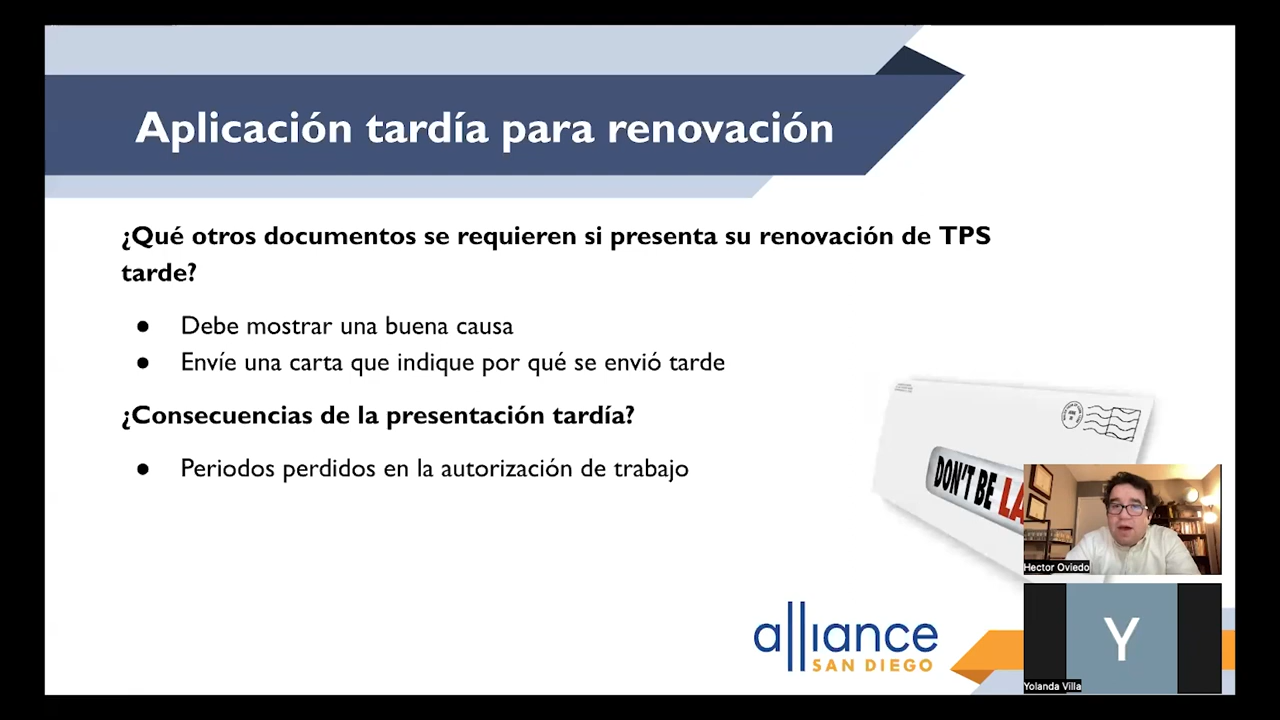 Aplicación tardía para renovación
¿Qué otros documentos se requieren si presenta su renovación de TPS
tarde?
● Debe mostrar una buena causa
● Envíe una carta que indique por qué se envió tarde
¿Consecuencias de la presentación tardía?
● Periodos perdidos en la autorización de trabajo
DON'T BE LA
Hector Oviedo
alliance
SAN DIEGO
Y
Yolanda Villa